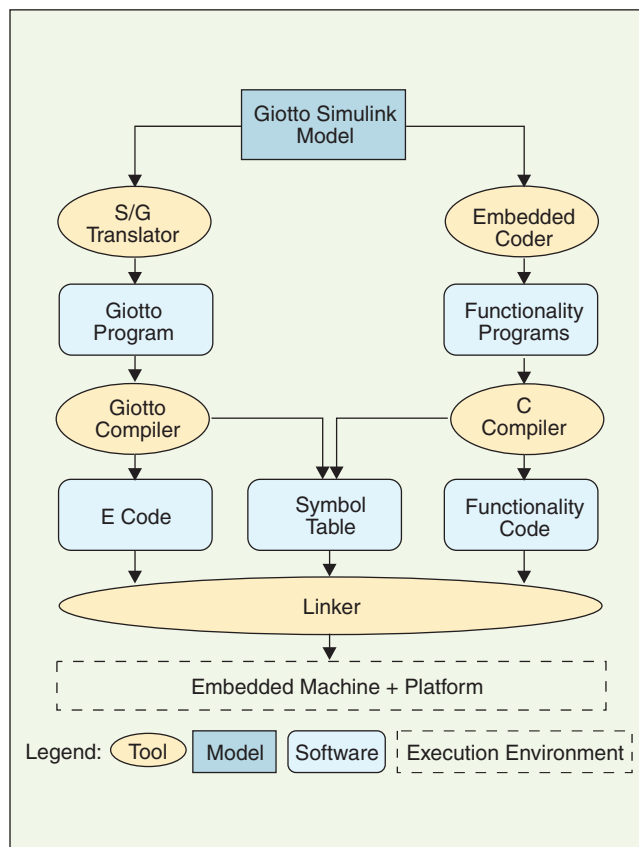 Giotto Simulink
Model
S/G
Translator
Embedded
Coder
Giotto
Program
Functionality
Programs
Giotto
Compiler
C
Compiler
E Code
Symbol
Table
Functionality
Code
Linker
Embedded Machine + Platform
Legend: Tool Model Software Execution Environment